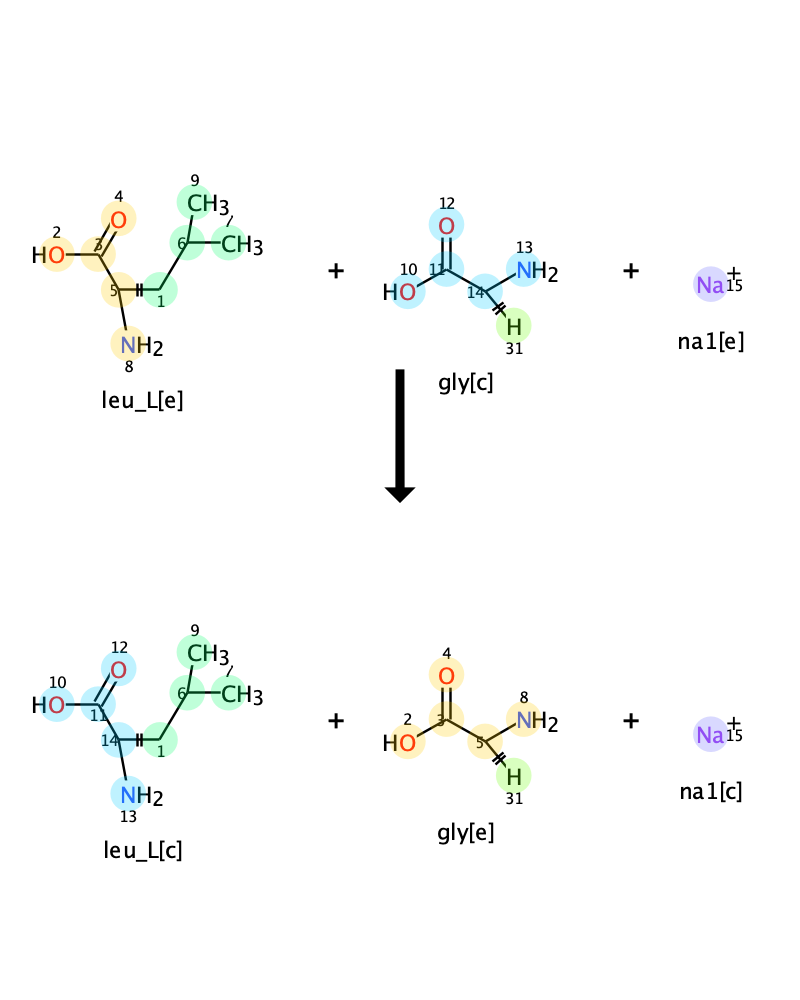 9
4
CH3
2
O
3
6
CH3
HO
5
1
NH2
8
leu_L[e]
+
12
O
10
11
13
NH2
HO
14
H
31
gly[c]
+
Na+
15
na1[e]
9
12
CH3
10
O
6
CH3
HO
11
14
1
NH2
13
leu_L[c]
+
4
O
2
3
8
NH2
HO
5
H
31
gly[e]
+
Na+
15
na1[c]